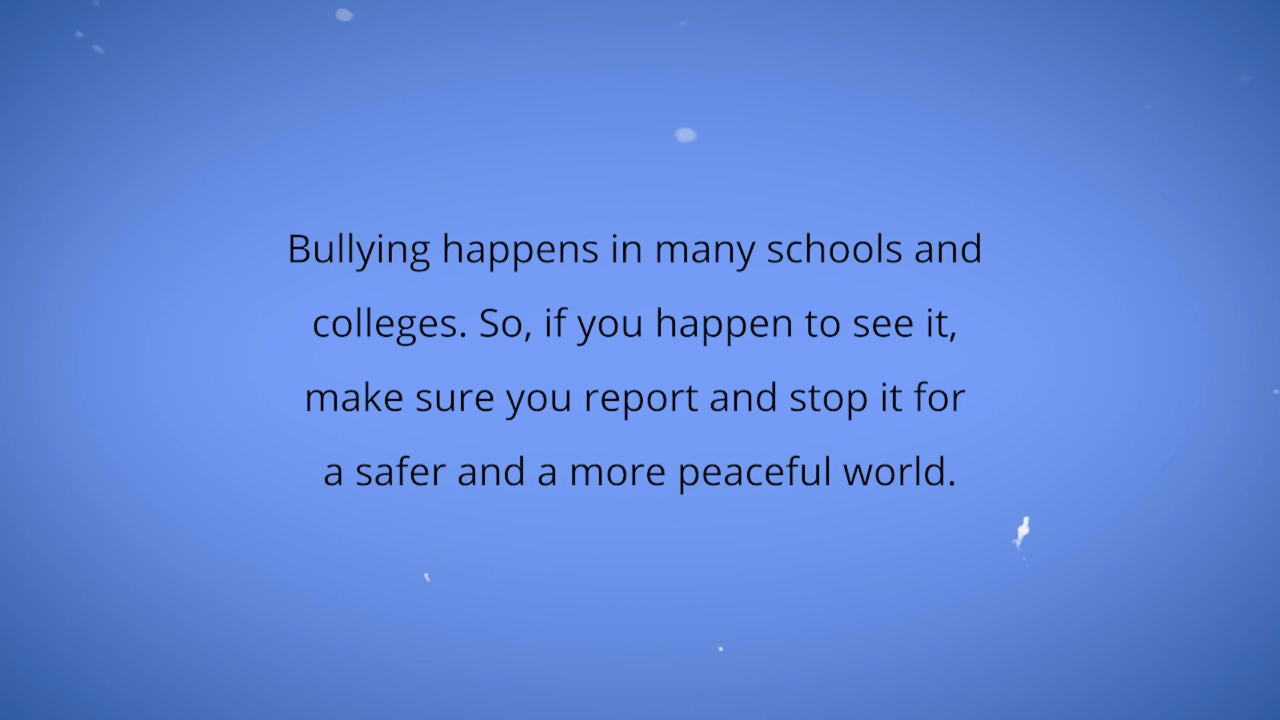 Bullying happens in many schools and
colleges. So, if you happen to see it,
make sure you report and stop it for
a safer and a more peaceful world.